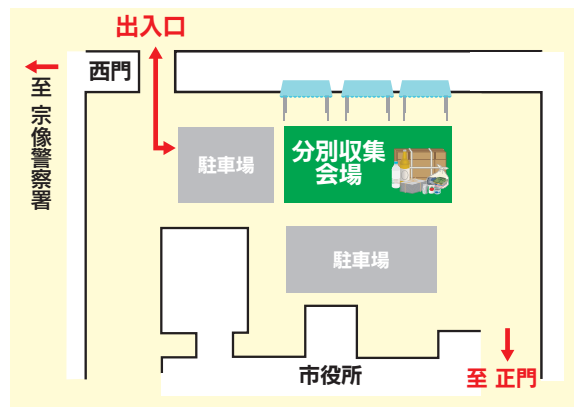 出入口
西門
至 宗像警察署
駐車場
分別収集
会場
駐車場
市役所
至 正門